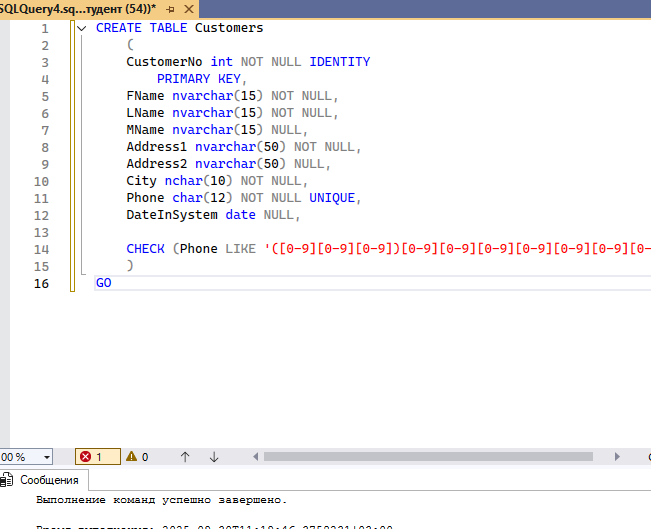 SQLQuery4.sq...тудент (54))*
1 CREATE TABLE Customers
2 (
3 CustomerNo int NOT NULL IDENTITY
4 PRIMARY KEY,
5 FName nvarchar(15) NOT NULL,
6 LName nvarchar(15) NOT NULL,
7 MName nvarchar(15) NULL,
8 Address1 nvarchar(50) NOT NULL,
9 Address2 nvarchar(50) NULL,
10 City nchar(10) NOT NULL,
11 Phone char(12) NOT NULL UNIQUE,
12 DateInSystem date NULL,
13
14 CHECK (Phone LIKE '([0-9][0-9][0-9])[0-9][0-9][0-9][0-9][0-9][0-9][0-
15 )
16 GO
00 % 1 0
Сообщения
Выполнение команд успешно завершено.